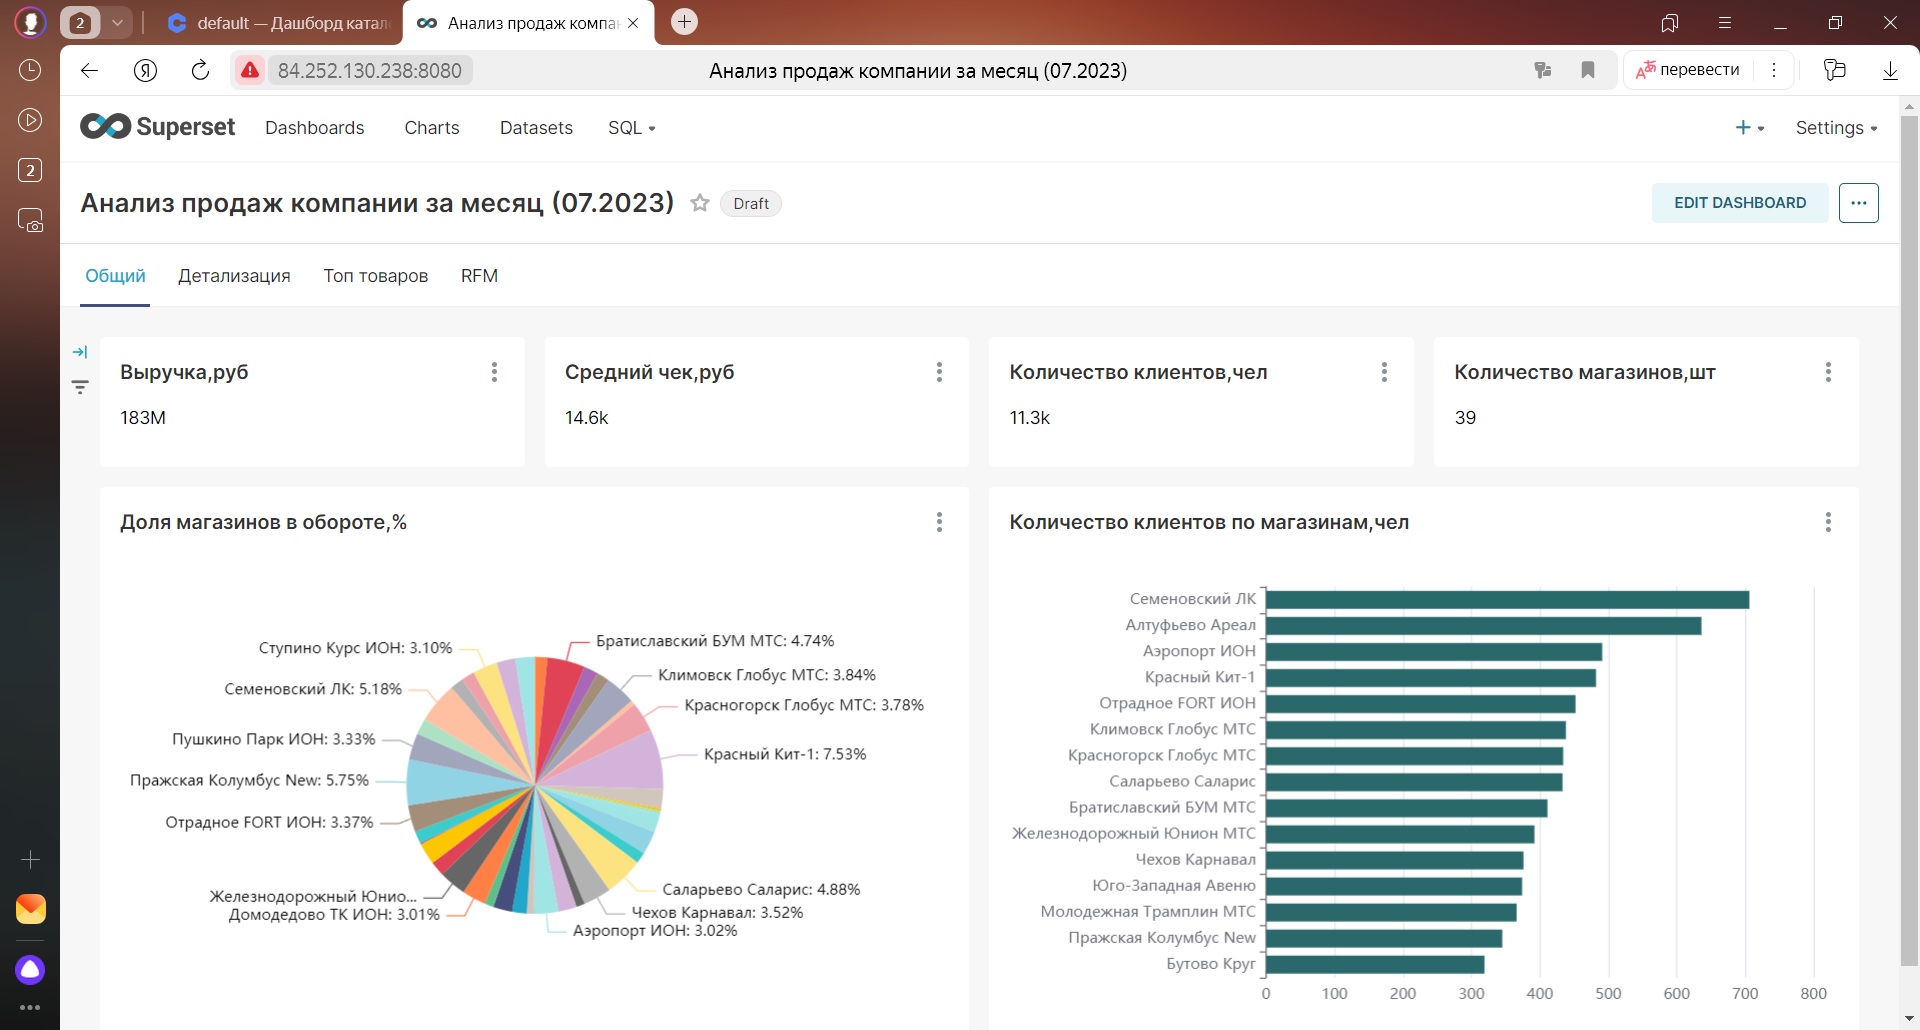 2
default — Дашборд катал
Анализ продаж компа
84.252.130.238:8080
Анализ продаж компании за месяц (07.2023)
перевести
2
Superset
Dashboards
Charts
Datasets
SQL
Settings
Анализ продаж компании за месяц (07.2023)
Draft
EDIT DASHBOARD
Общий
Детализация
Топ товаров
RFM
Выручка,руб
183M
Средний чек,руб
14.6k
Количество клиентов,чел
11.3k
Количество магазинов,шт
39
Доля магазинов в обороте,%
Братиславский БУМ МТС: 4.74%
Ступино Курс ИОН: 3.10%
Климовск Глобус МТС: 3.84%
Семеновский ЛК: 5.18%
Красногорск Глобус МТС: 3.78%
Пушкино Парк ИОН: 3.33%
Красный Кит-1: 7.53%
Пражская Колумбус New: 5.75%
Отрадное FORT ИОН: 3.37%
Саларьево Саларис: 4.88%
Железнодорожный Юнио...
Чехов Карнавал: 3.52%
Домодедово ТК ИОН: 3.01%
Аэропорт ИОН: 3.02%
Количество клиентов по магазинам,чел
Семеновский ЛК
Алтуфьево Ареал
Аэропорт ИОН
Красный Кит-1
Отрадное FORT ИОН
Климовск Глобус МТС
Красногорск Глобус МТС
Саларьево Саларис
Братиславский БУМ МТС
Железнодорожный Юнион МТС
Чехов Карнавал
Юго-Западная Авеню
Молодежная Трамплин МТС
Пражская Колумбус New
Бутово Круг
0 100 200 300 400 500 600 700 800